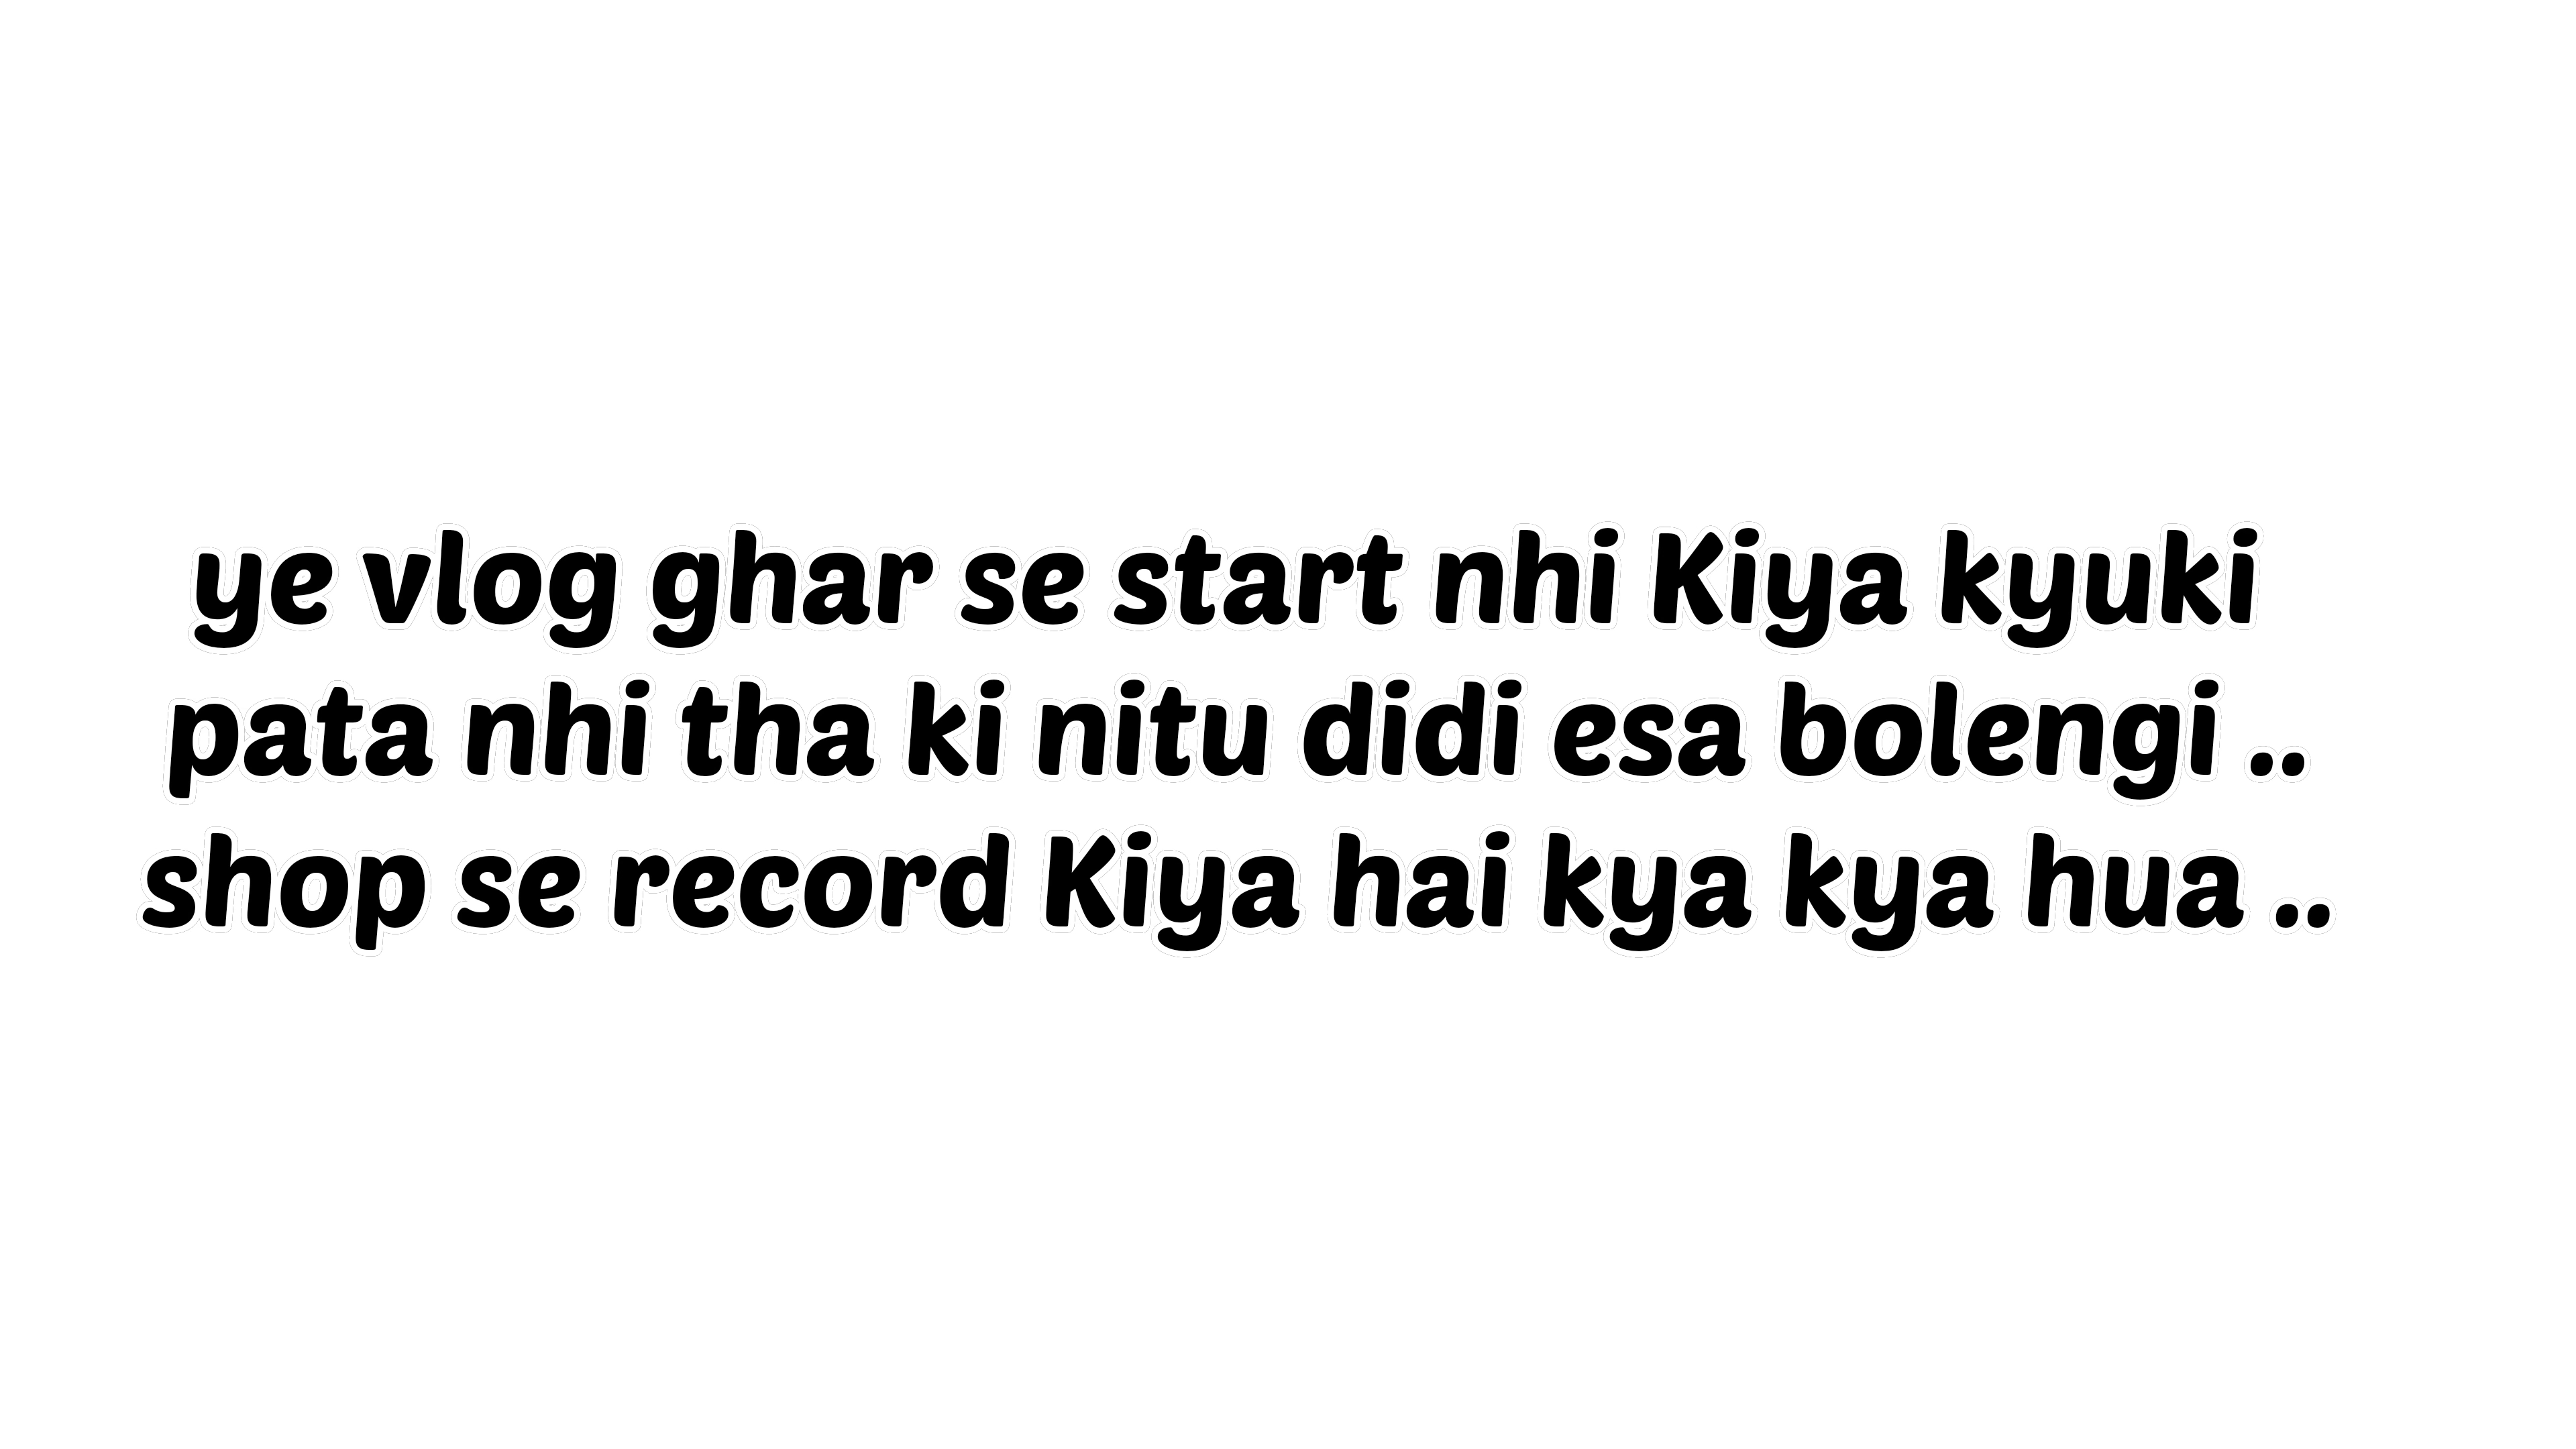 ye vlog ghar se start nhi Kiya kyuki
pata nhi tha ki nitu didi esa bolengi ..
shop se record Kiya hai kya kya hua ..